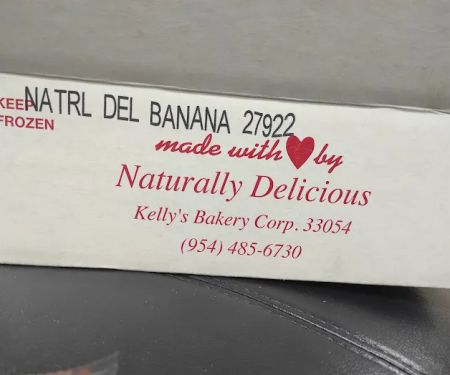 KEEP
FROZEN
NATRL DEL BANANA 27922
made with by
Naturally Delicious
Kelly's Bakery Corp. 33054
(954) 485-6730